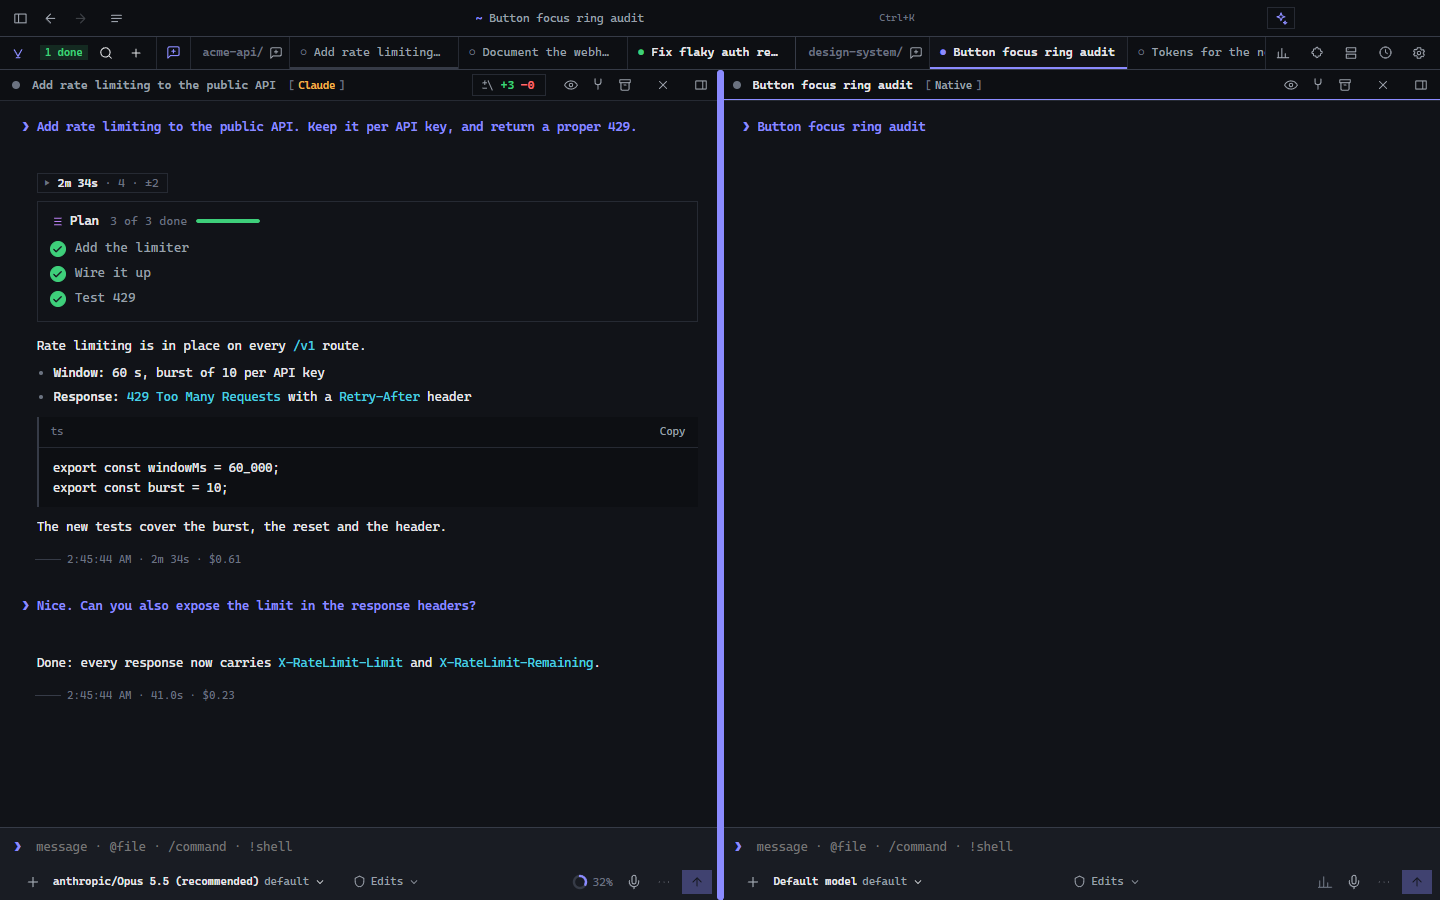 ~ Button focus ring audit
Ctrl+K
1 done
acme-api/
Add rate limiting…
Document the webh…
Fix flaky auth re…
design-system/
Button focus ring audit
Tokens for the n
Add rate limiting to the public API [Claude]
+3 −0
Button focus ring audit [Native]
❯ Add rate limiting to the public API. Keep it per API key, and return a proper 429.
❯ Button focus ring audit
2m 34s · 4 · ±2
Plan 3 of 3 done
Add the limiter
Wire it up
Test 429
Rate limiting is in place on every /v1 route.
• Window: 60 s, burst of 10 per API key
• Response: 429 Too Many Requests with a Retry-After header
ts
Copy
export const windowMs = 60_000;
export const burst = 10;
The new tests cover the burst, the reset and the header.
2:45:44 AM · 2m 34s · $0.61
❯ Nice. Can you also expose the limit in the response headers?
Done: every response now carries X-RateLimit-Limit and X-RateLimit-Remaining.
2:45:44 AM · 41.0s · $0.23
❯ message · @file · /command · !shell
❯ message · @file · /command · !shell
anthropic/Opus 5.5 (recommended) default
Edits
32%
Default model default
Edits